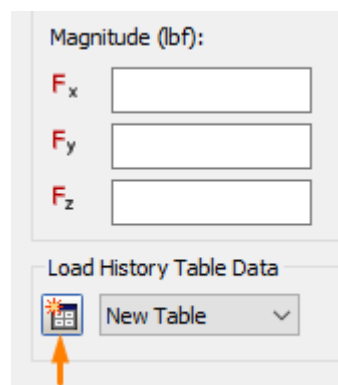 Magnitude (lbf):
Fx
Fy
Fz
Load History Table Data
New Table